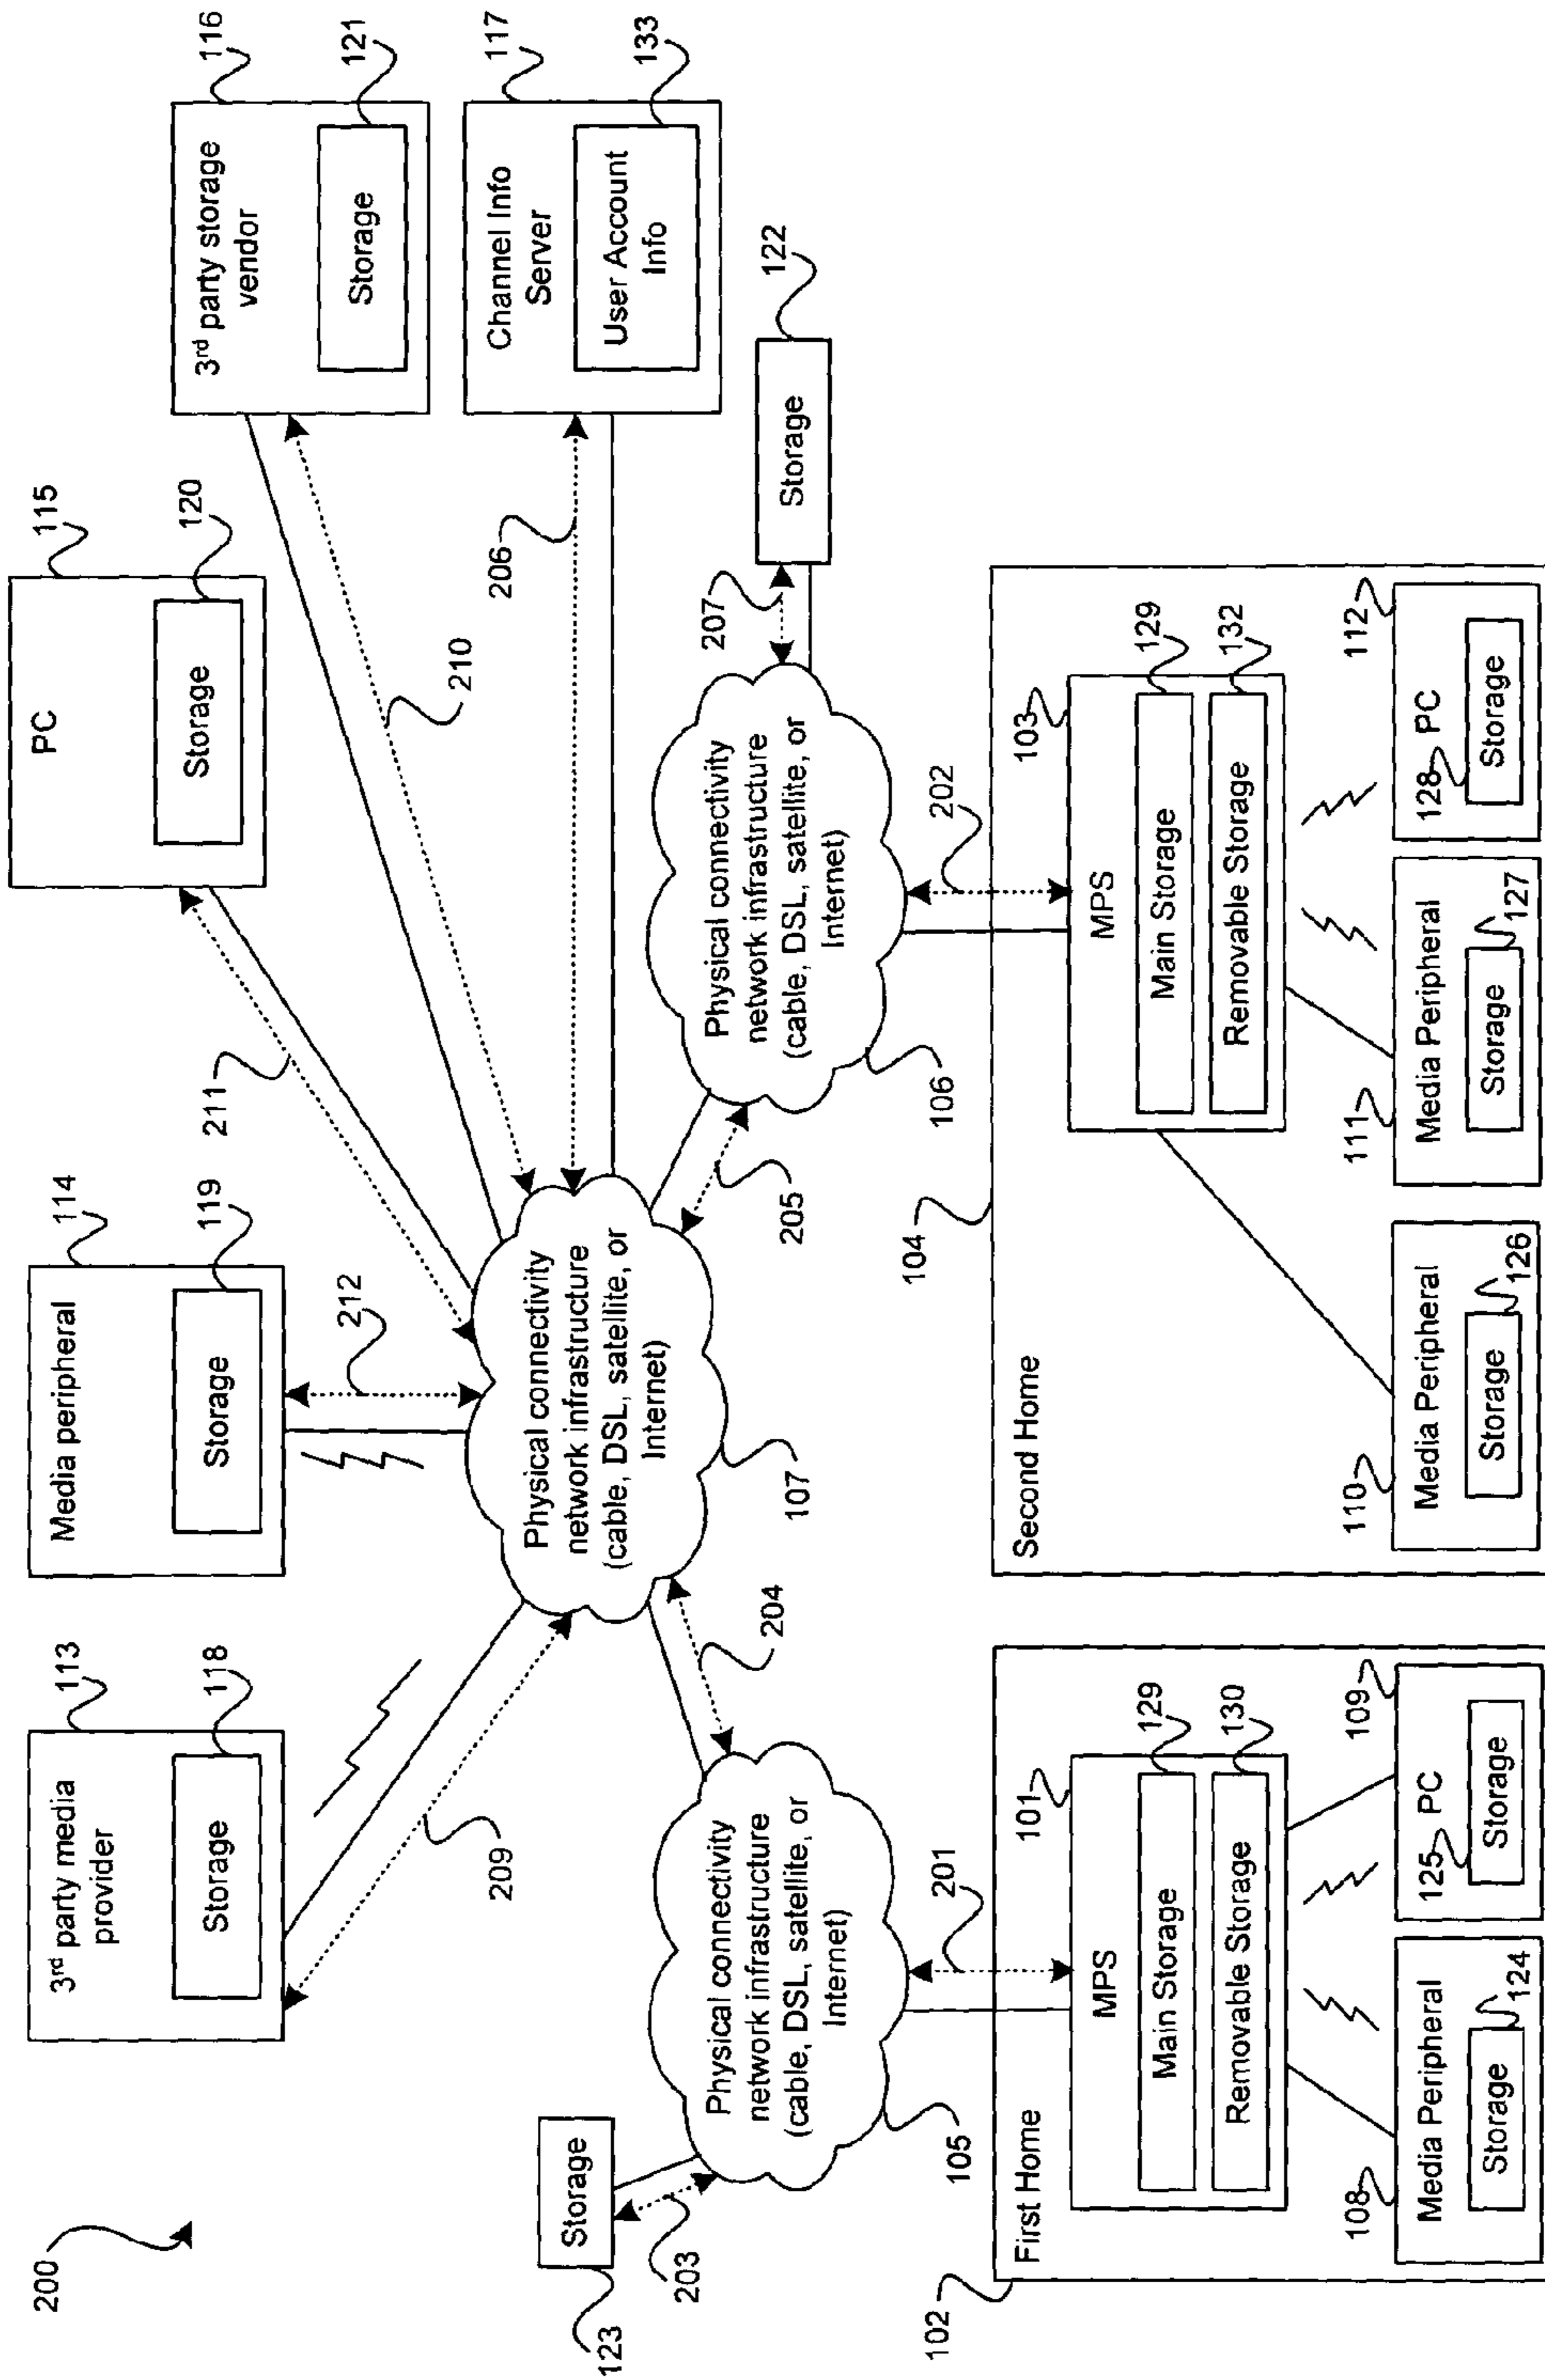 200
3rd party media
provider
Storage
113
118
Media peripheral
Storage
114
119
PC
Storage
115
120
3rd party storage
vendor
Storage
116
121
Channel Info
Server
User Account
Info
117
133
209
212
211
210
206
Physical connectivity
network infrastructure
(cable, DSL, satellite, or
Internet)
107
204
205
Storage
123
203
Physical connectivity
network infrastructure
(cable, DSL, satellite, or
Internet)
105
201
Physical connectivity
network infrastructure
(cable, DSL, satellite, or
Internet)
106
202
207
Storage
122
First Home
102
MPS
101
Main Storage
129
Removable Storage
130
Media Peripheral
108
Storage
124
PC
109
125
Storage
Second Home
104
MPS
103
Main Storage
129
Removable Storage
132
Media Peripheral
110
Storage
126
Media Peripheral
111
Storage
127
PC
112
128
Storage